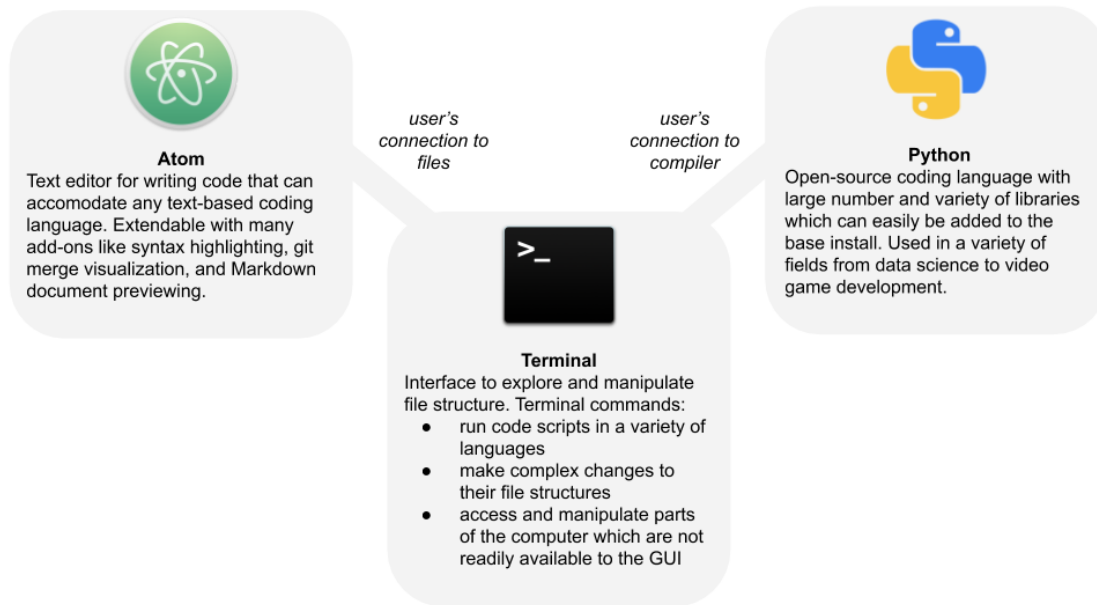 Atom
Text editor for writing code that can
accomodate any text-based coding
language. Extendable with many
add-ons like syntax highlighting, git
merge visualization, and Markdown
document previewing.
user's
connection to
files
user's
connection to
compiler
Python
Open-source coding language with
large number and variety of libraries
which can easily be added to the
base install. Used in a variety of
fields from data science to video
game development.
>_
Terminal
Interface to explore and manipulate
file structure. Terminal commands:
● run code scripts in a variety of
languages
● make complex changes to
their file structures
● access and manipulate parts
of the computer which are not
readily available to the GUI